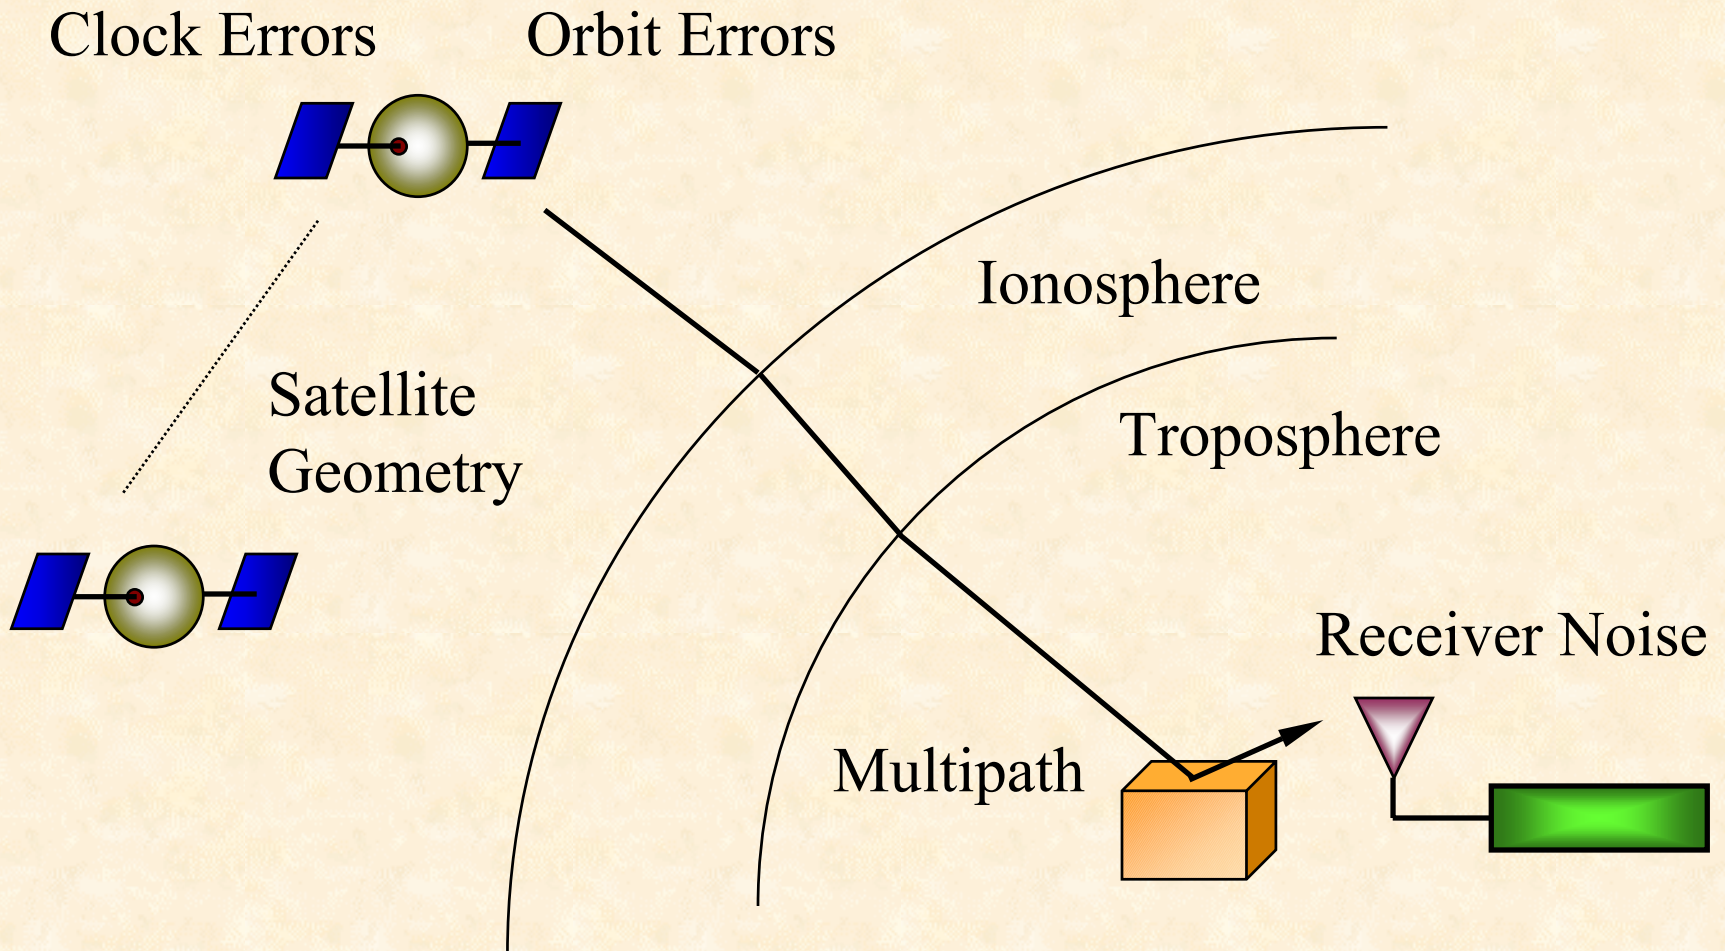 Clock Errors
Orbit Errors
Ionosphere
Satellite
Geometry
Troposphere
Receiver Noise
Multipath